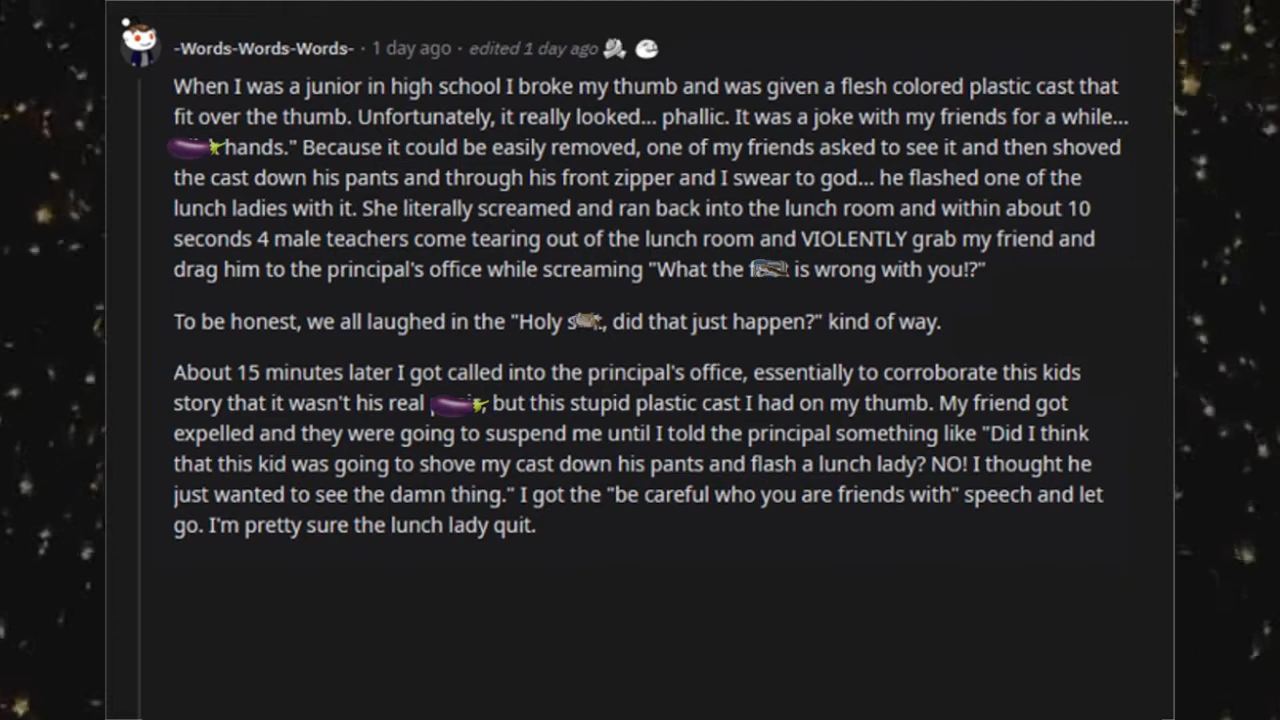 -Words-Words-Words- · 1 day ago · edited 1 day ago
When I was a junior in high school I broke my thumb and was given a flesh colored plastic cast that
fit over the thumb. Unfortunately, it really looked... phallic. It was a joke with my friends for a while...
hands." Because it could be easily removed, one of my friends asked to see it and then shoved
the cast down his pants and through his front zipper and I swear to god... he flashed one of the
lunch ladies with it. She literally screamed and ran back into the lunch room and within about 10
seconds 4 male teachers come tearing out of the lunch room and VIOLENTLY grab my friend and
drag him to the principal's office while screaming "What the is wrong with you!?"
To be honest, we all laughed in the "Holy , did that just happen?" kind of way.
About 15 minutes later I got called into the principal's office, essentially to corroborate this kids
story that it wasn't his real , but this stupid plastic cast I had on my thumb. My friend got
expelled and they were going to suspend me until I told the principal something like "Did I think
that this kid was going to shove my cast down his pants and flash a lunch lady? NO! I thought he
just wanted to see the damn thing." I got the "be careful who you are friends with" speech and let
go. I'm pretty sure the lunch lady quit.